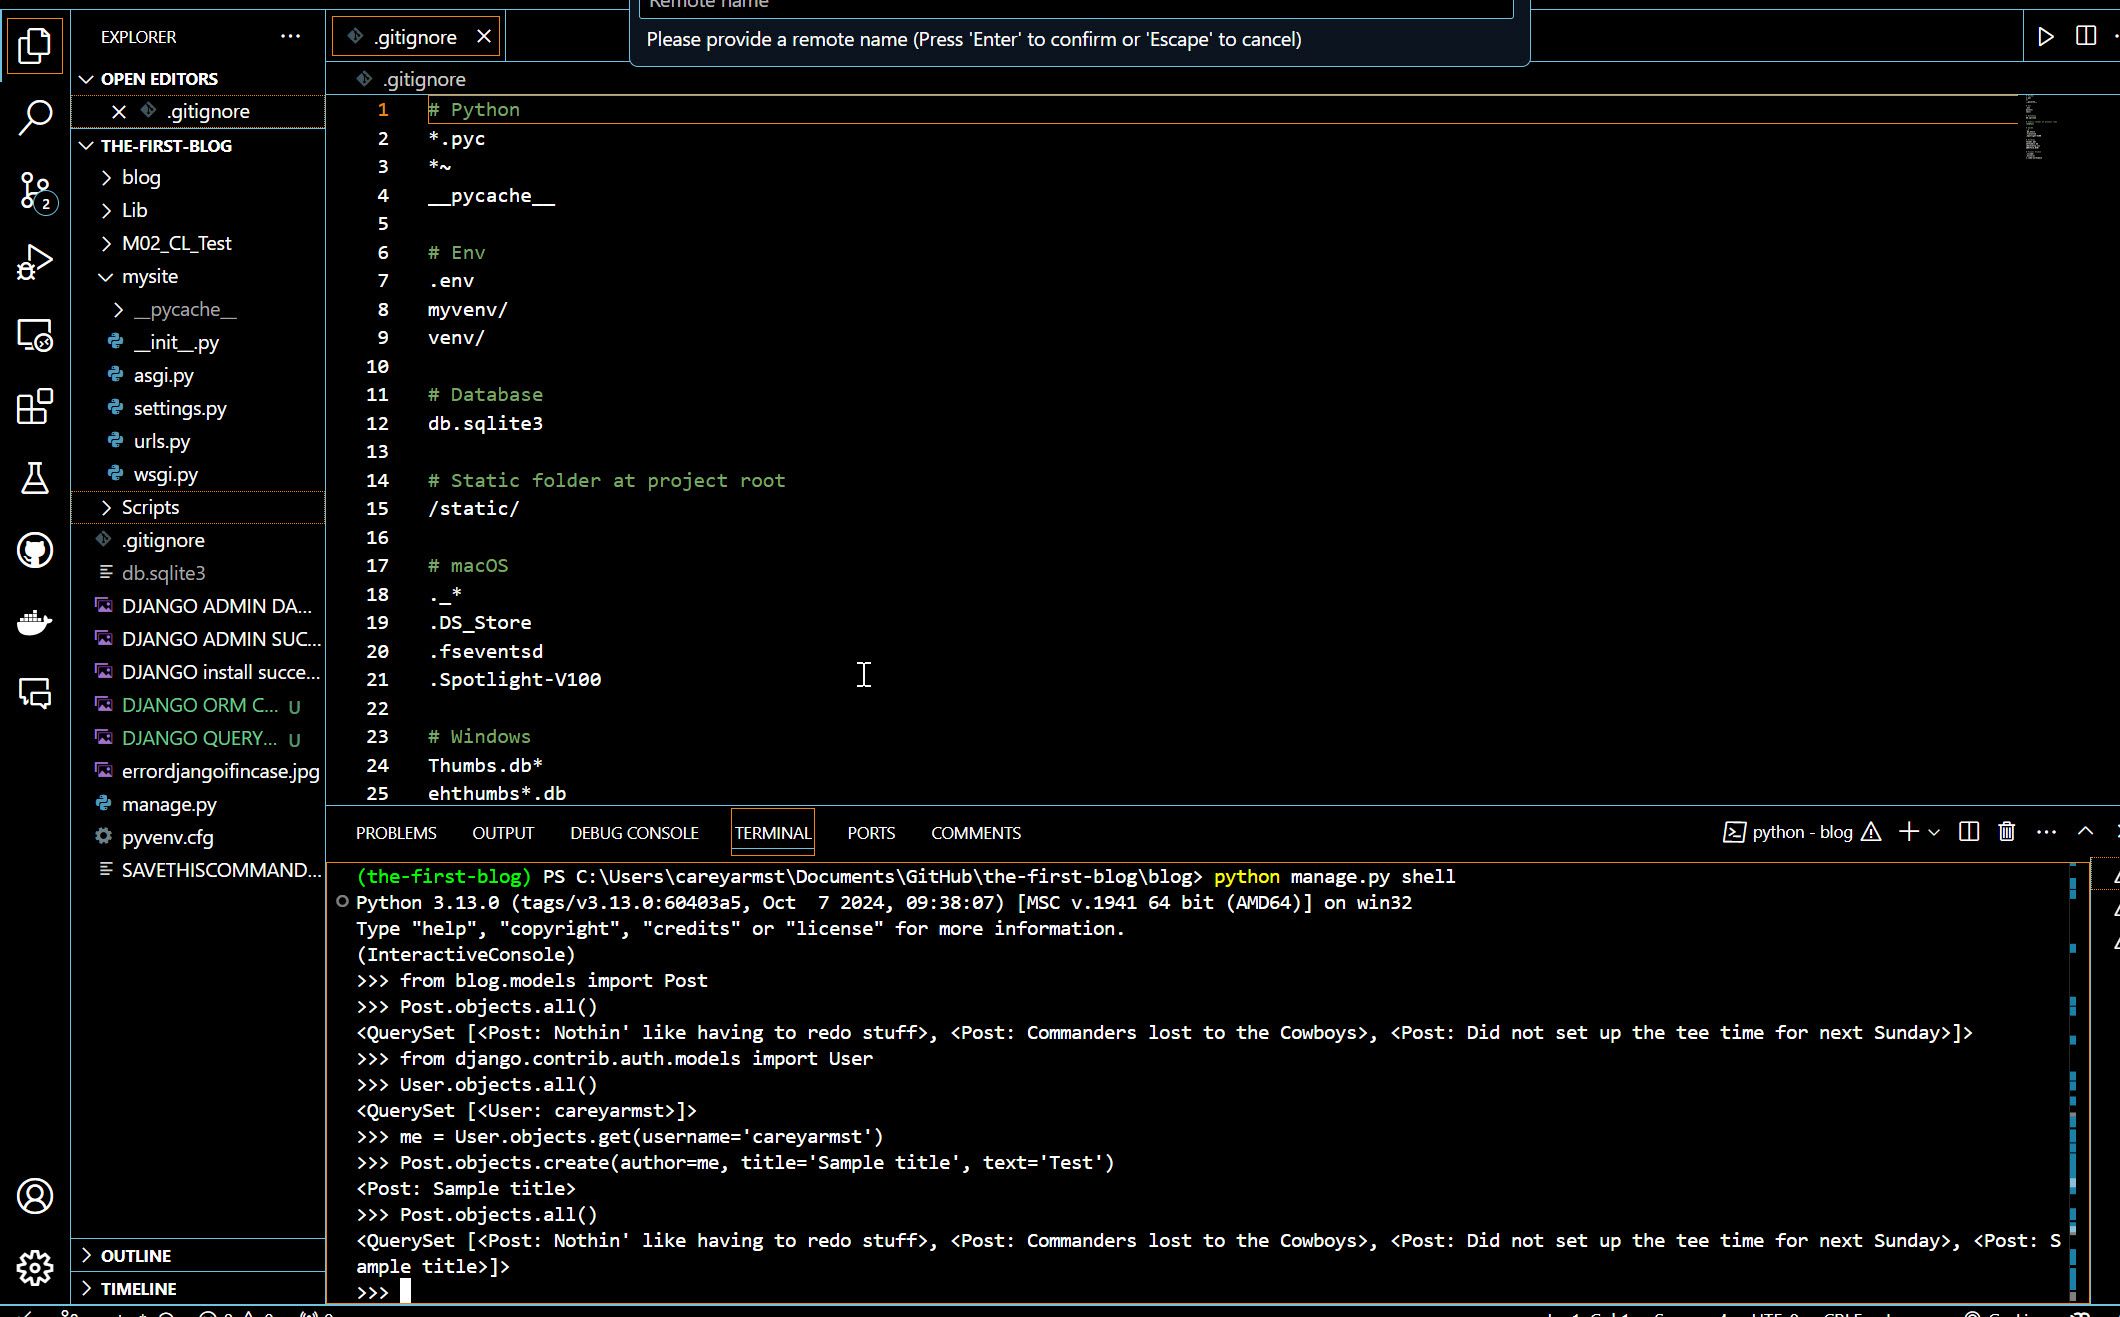 Remote name
Please provide a remote name (Press 'Enter' to confirm or 'Escape' to cancel)
EXPLORER
OPEN EDITORS
.gitignore
THE-FIRST-BLOG
blog
Lib
M02_CL_Test
mysite
__pycache__
__init__.py
asgi.py
settings.py
urls.py
wsgi.py
Scripts
.gitignore
db.sqlite3
DJANGO ADMIN DA...
DJANGO ADMIN SUC...
DJANGO install succe...
DJANGO ORM C... U
DJANGO QUERY... U
errordjangoifincase.jpg
manage.py
pyvenv.cfg
SAVETHISCOMMAND...
OUTLINE
TIMELINE
2
.gitignore
.gitignore
1 # Python
2 *.pyc
3 *~
4 __pycache__
5
6 # Env
7 .env
8 myvenv/
9 venv/
10
11 # Database
12 db.sqlite3
13
14 # Static folder at project root
15 /static/
16
17 # macOS
18 ._*
19 .DS_Store
20 .fseventsd
21 .Spotlight-V100
22
23 # Windows
24 Thumbs.db*
25 ehthumbs*.db
PROBLEMS OUTPUT DEBUG CONSOLE TERMINAL PORTS COMMENTS
python - blog
(the-first-blog) PS C:\Users\careyarmst\Documents\GitHub\the-first-blog\blog> python manage.py shell
Python 3.13.0 (tags/v3.13.0:60403a5, Oct  7 2024, 09:38:07) [MSC v.1941 64 bit (AMD64)] on win32
Type "help", "copyright", "credits" or "license" for more information.
(InteractiveConsole)
>>> from blog.models import Post
>>> Post.objects.all()
<QuerySet [<Post: Nothin' like having to redo stuff>, <Post: Commanders lost to the Cowboys>, <Post: Did not set up the tee time for next Sunday>]>
>>> from django.contrib.auth.models import User
>>> User.objects.all()
<QuerySet [<User: careyarmst>]>
>>> me = User.objects.get(username='careyarmst')
>>> Post.objects.create(author=me, title='Sample title', text='Test')
<Post: Sample title>
>>> Post.objects.all()
<QuerySet [<Post: Nothin' like having to redo stuff>, <Post: Commanders lost to the Cowboys>, <Post: Did not set up the tee time for next Sunday>, <Post: S
ample title>]>
>>>